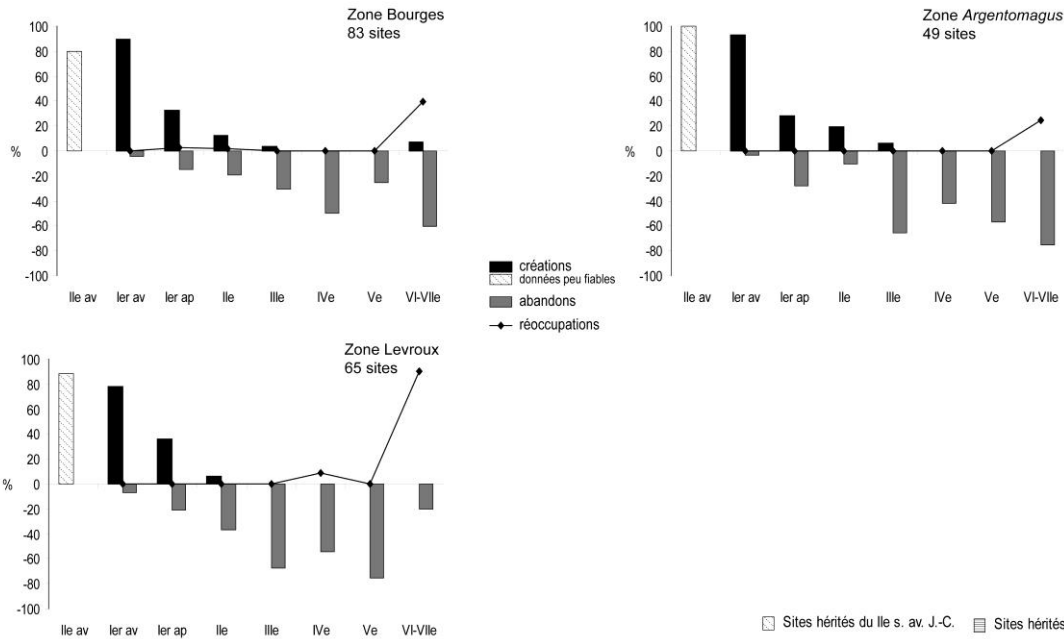 Zone Bourges
83 sites
100
80
60
40
20
0
-20
-40
-60
-80
-100
%
IIe av
Ier av
Ier ap
IIe
IIIe
IVe
Ve
VI-VIIe
Zone Argentomagus
49 sites
100
80
60
40
20
0
-20
-40
-60
-80
-100
%
IIe av
Ier av
Ier ap
IIe
IIIe
IVe
Ve
VI-VIIe
créations
données peu fiables
abandons
réoccupations
Zone Levroux
65 sites
100
80
60
40
20
0
-20
-40
-60
-80
-100
%
IIe av
Ier av
Ier ap
IIe
IIIe
IVe
Ve
VI-VIIe
Sites hérités du IIe s. av. J.-C.
Sites hérités